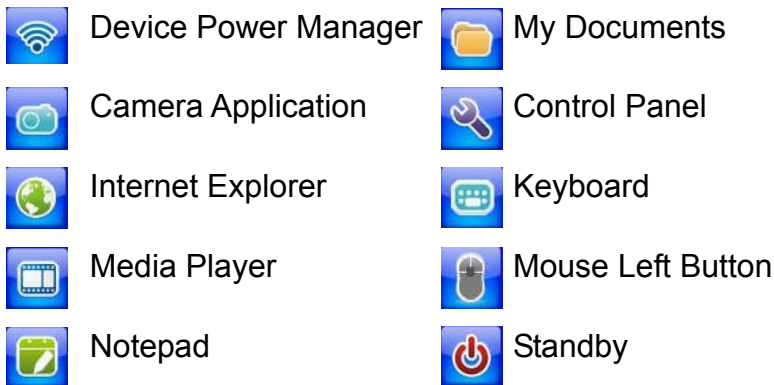 Device Power Manager
My Documents
Camera Application
Control Panel
Internet Explorer
Keyboard
Media Player
Mouse Left Button
Notepad
Standby